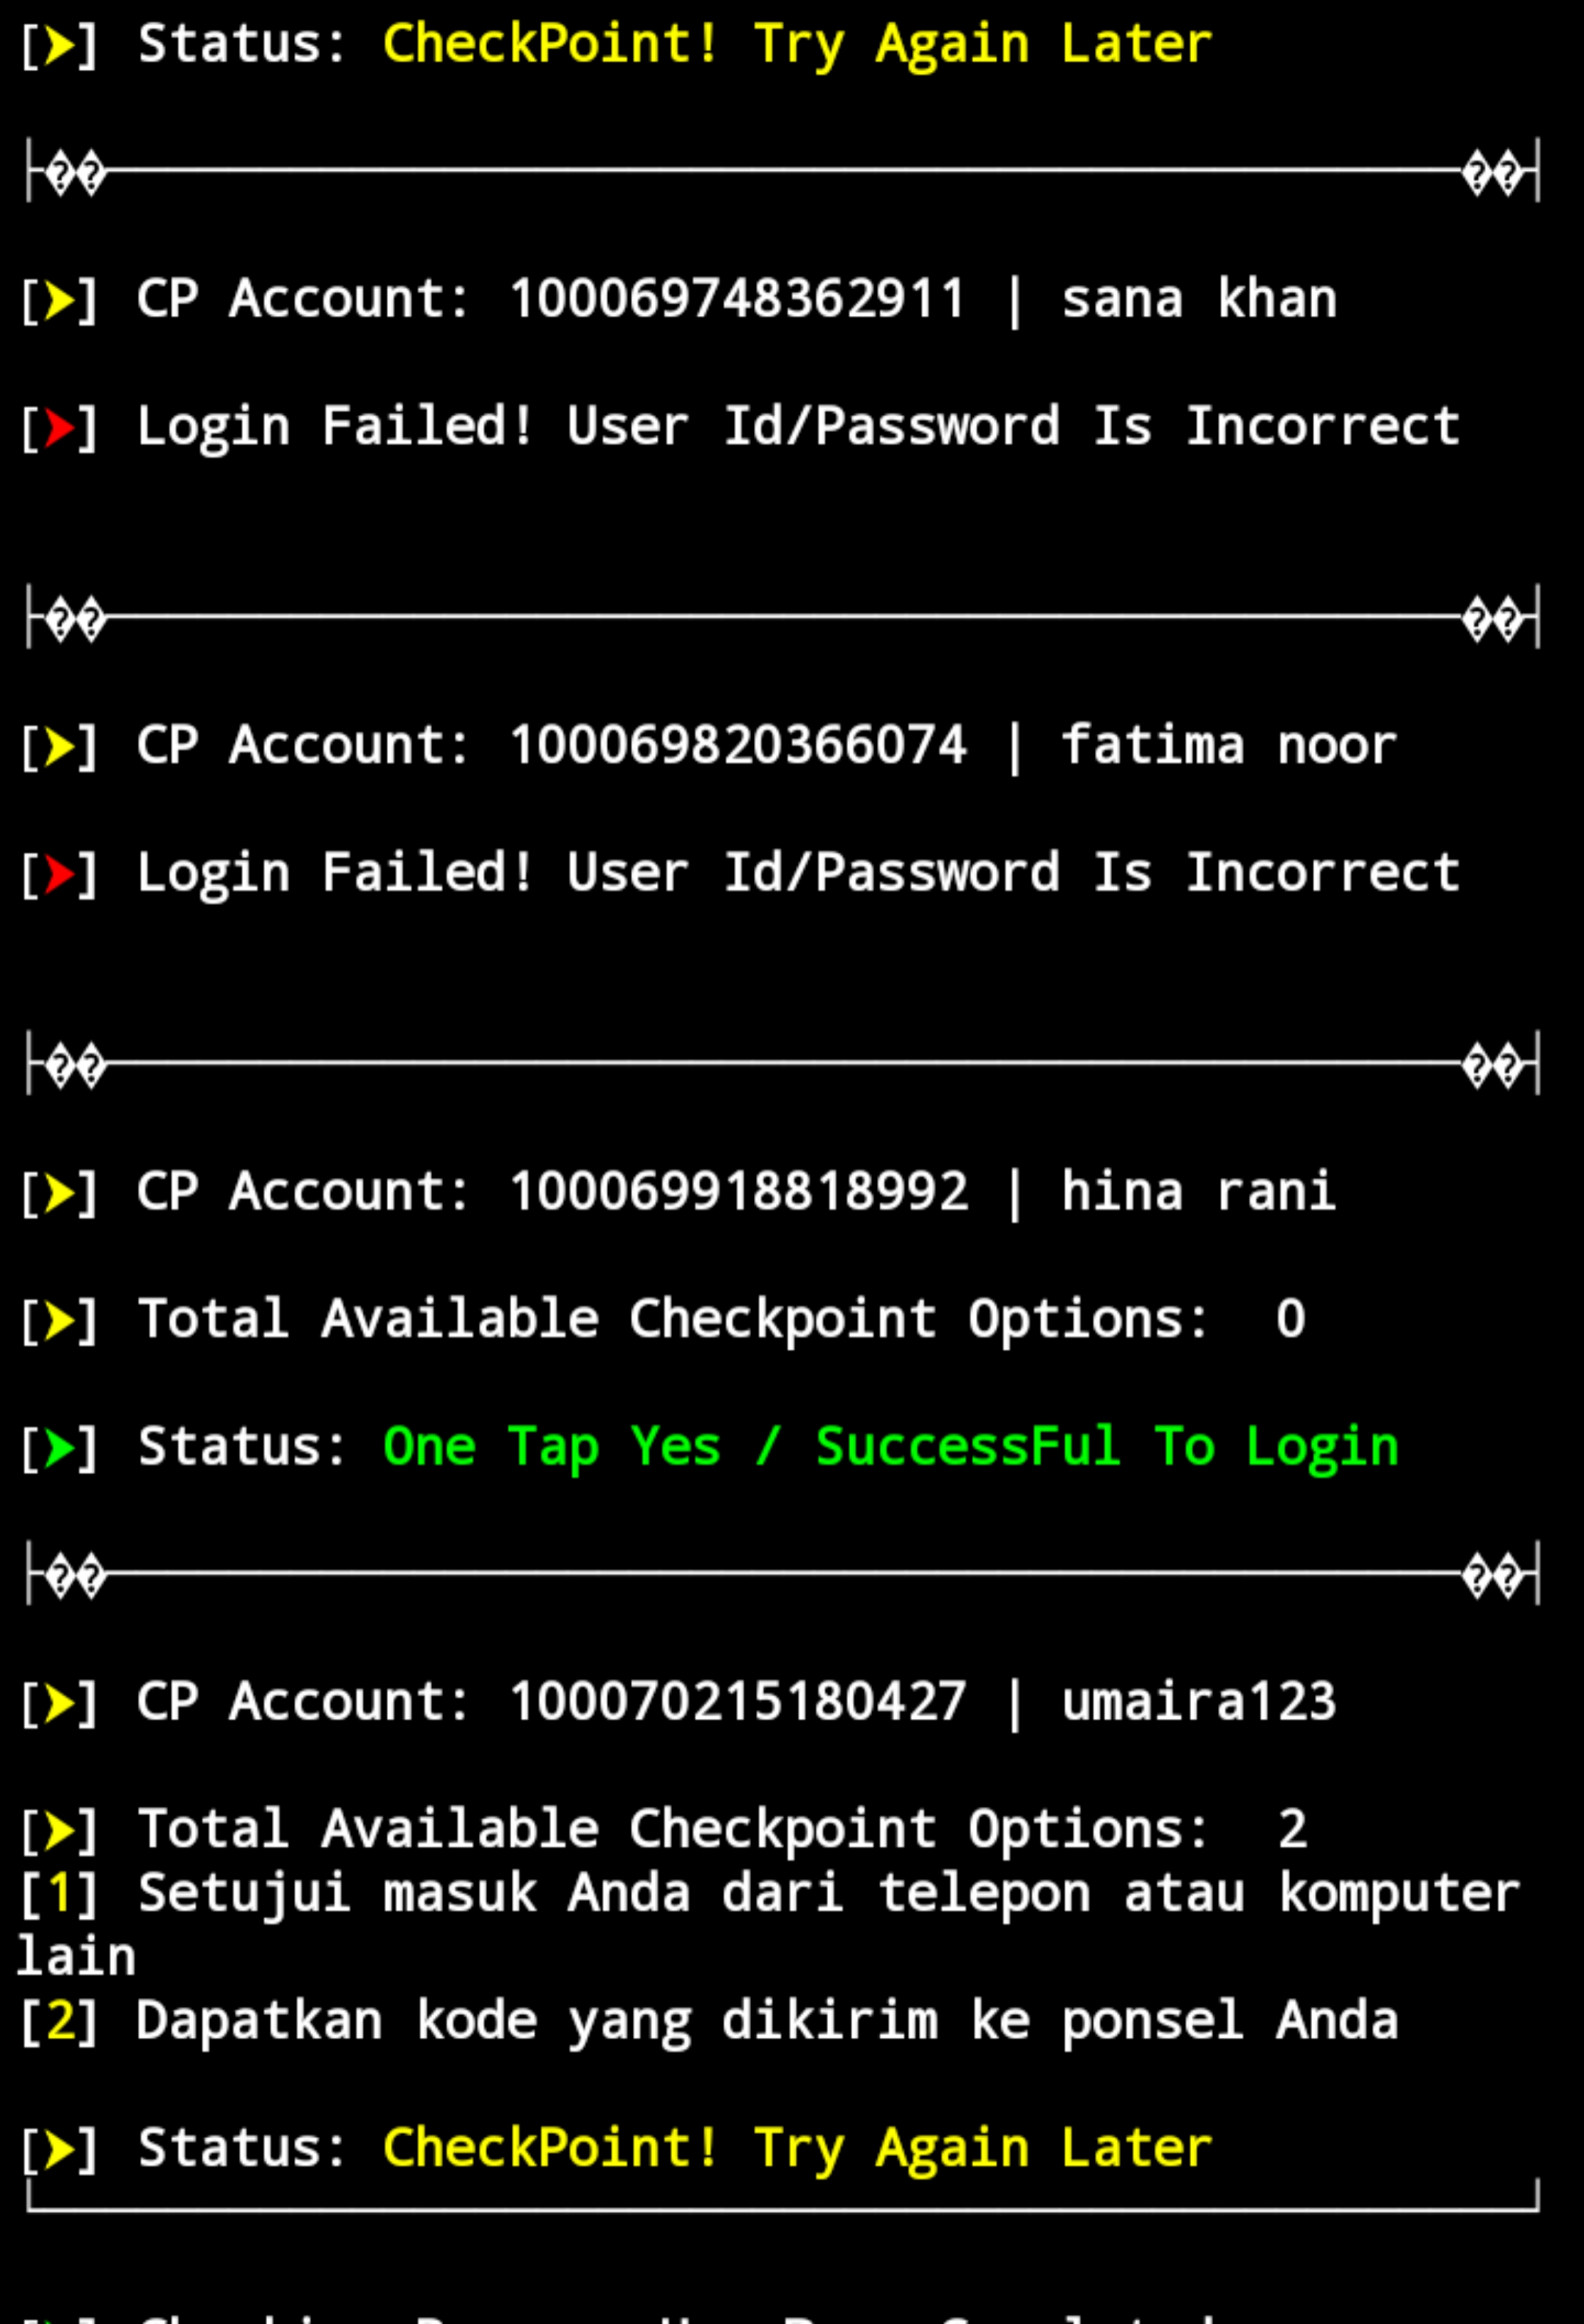 [➤] Status: CheckPoint! Try Again Later
├��──────────────��┤
[➤] CP Account: 100069748362911 | sana khan
[➤] Login Failed! User Id/Password Is Incorrect
├��──────────────��┤
[➤] CP Account: 100069820366074 | fatima noor
[➤] Login Failed! User Id/Password Is Incorrect
├��──────────────��┤
[➤] CP Account: 100069918818992 | hina rani
[➤] Total Available Checkpoint Options:  0
[➤] Status: One Tap Yes / SuccessFul To Login
├��──────────────��┤
[➤] CP Account: 100070215180427 | umaira123
[➤] Total Available Checkpoint Options:  2
[1] Setujui masuk Anda dari telepon atau komputer
lain
[2] Dapatkan kode yang dikirim ke ponsel Anda
[➤] Status: CheckPoint! Try Again Later